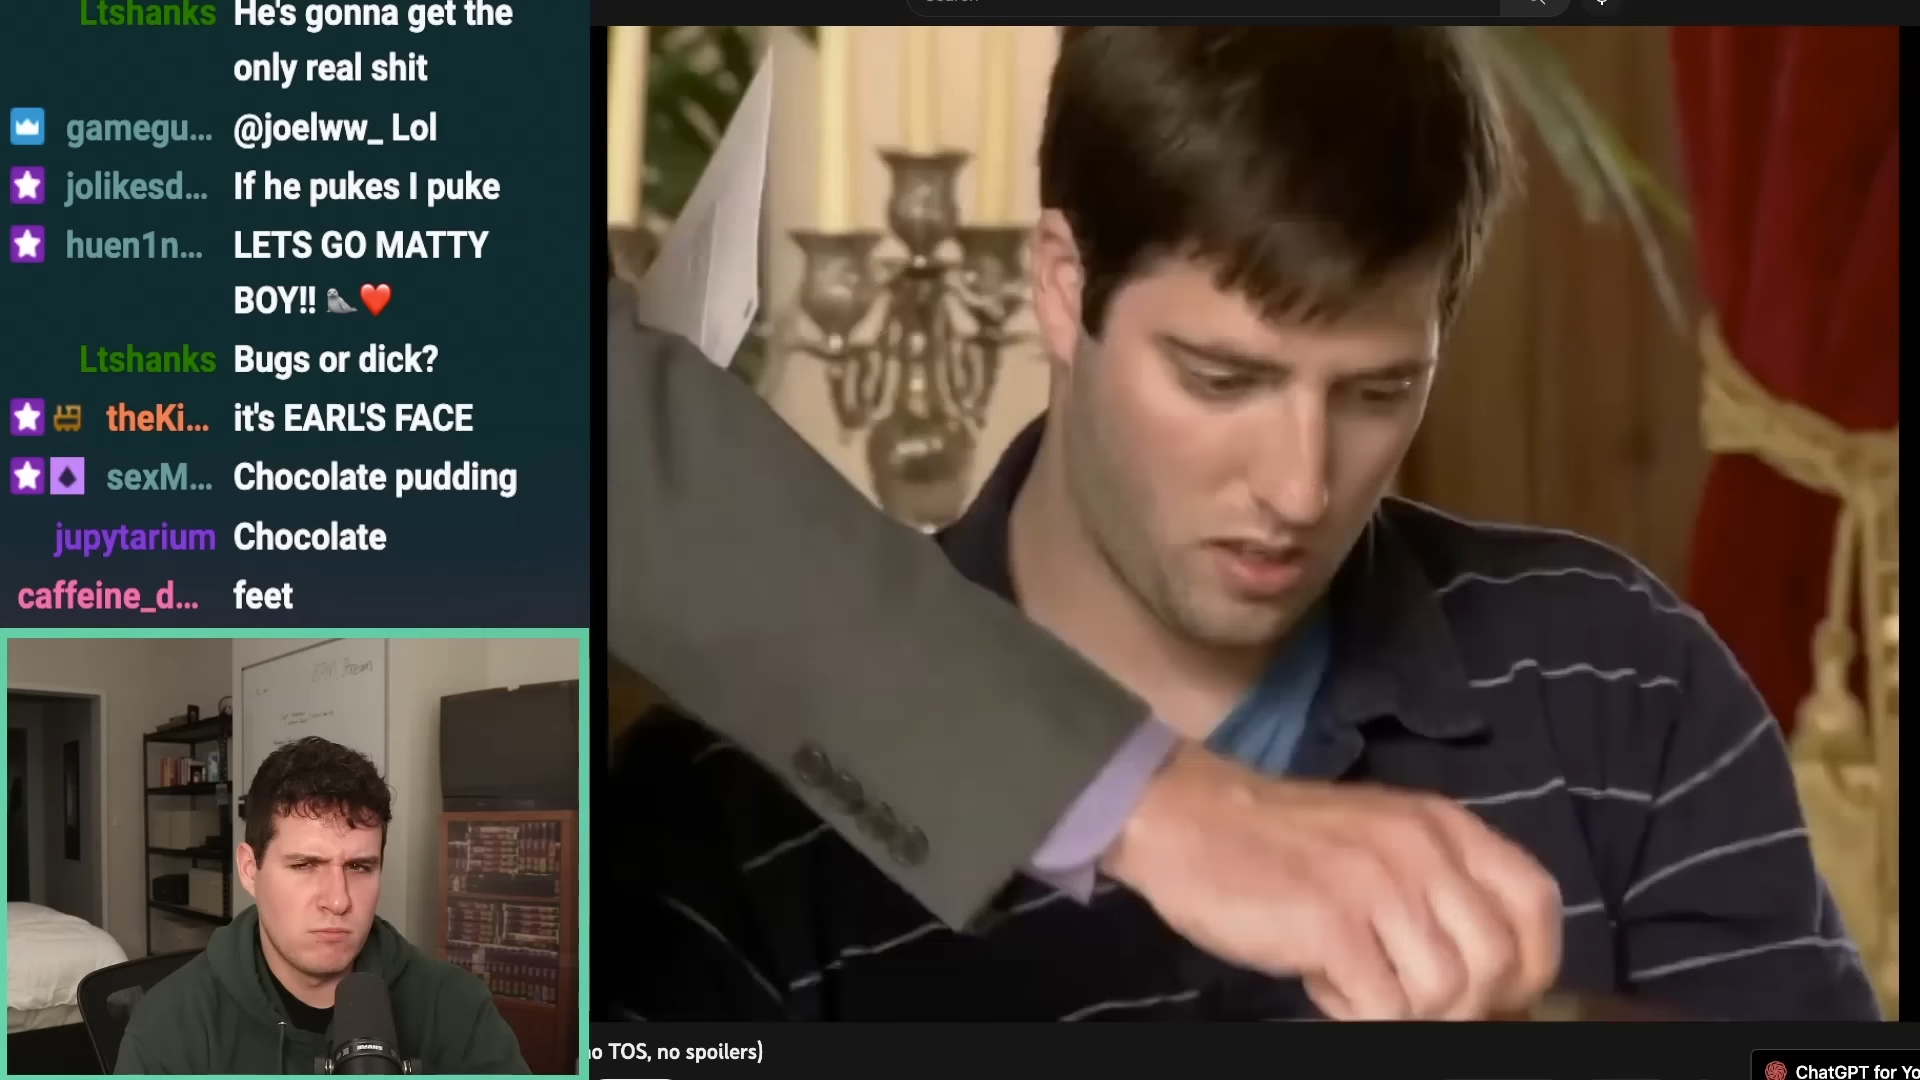 Ltshanks He's gonna get the
only real shit
gamegu... @joelww_ Lol
jolikesd... If he pukes I puke
huen1n... LETS GO MATTY
BOY!!
Ltshanks Bugs or dick?
theKi... it's EARL'S FACE
sexM... Chocolate pudding
jupytarium Chocolate
caffeine_d... feet
no TOS, no spoilers)
ChatGPT for Yo